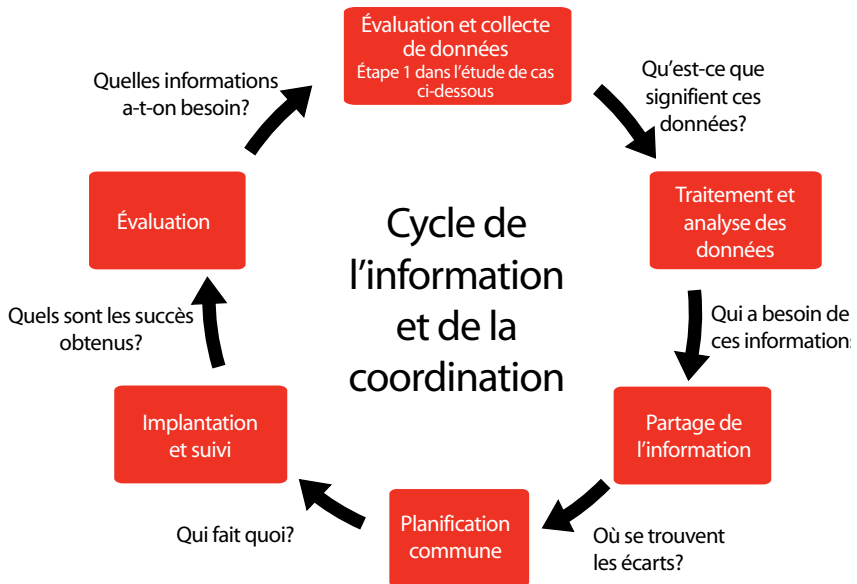 Évaluation et collecte
de données
Étape 1 dans l'étude de cas
ci-dessous
Qu'est-ce que
signifient ces
données?
Traitement et
analyse des
données
Qui a besoin de
ces informations
Partage de
l'information
Où se trouvent
les écarts?
Planification
commune
Qui fait quoi?
Implantation
et suivi
Quels sont les succès
obtenus?
Évaluation
Quelles informations
a-t-on besoin?
Cycle de
l'information
et de la
coordination